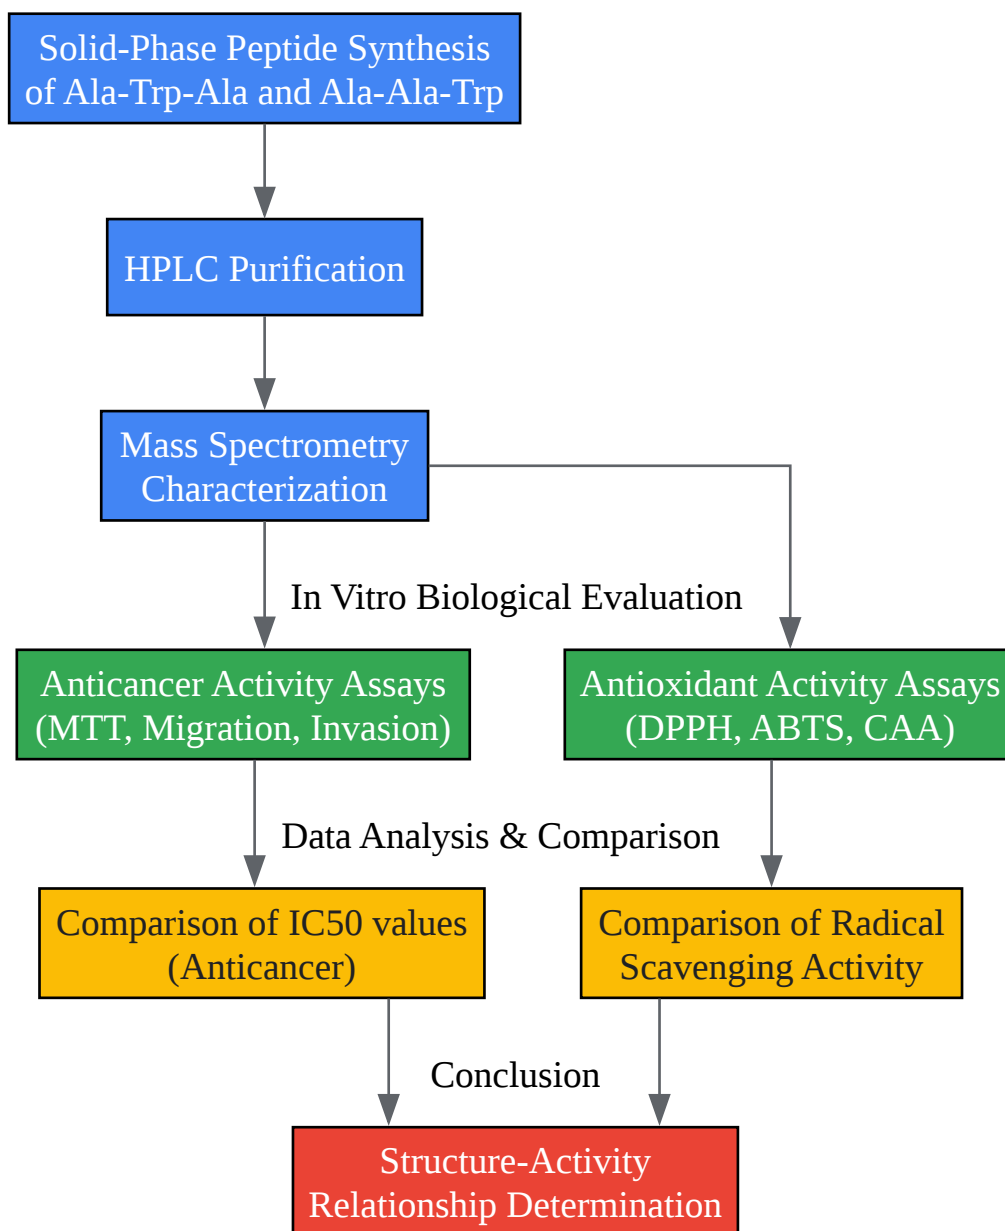 Solid-Phase Peptide Synthesis
of Ala-Trp-Ala and Ala-Ala-Trp
HPLC Purification
Mass Spectrometry
Characterization
In Vitro Biological Evaluation
Anticancer Activity Assays
(MTT, Migration, Invasion)
Antioxidant Activity Assays
(DPPH, ABTS, CAA)
Data Analysis & Comparison
Comparison of IC50 values
(Anticancer)
Comparison of Radical
Scavenging Activity
Conclusion
Structure-Activity
Relationship Determination